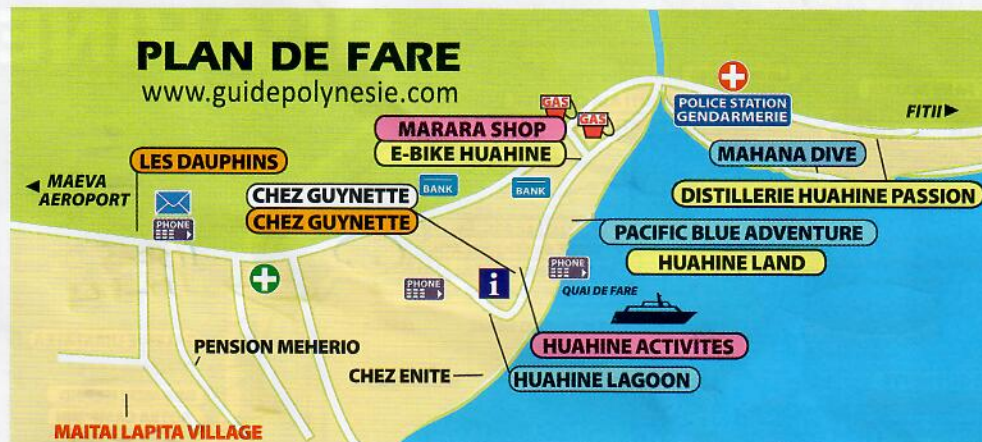 PLAN DE FARE
www.guidepolynesie.com
GAS
GAS
POLICE STATION
GENDARMERIE
FITII
MARARA SHOP
E-BIKE HUAHINE
MAHANA DIVE
LES DAUPHINS
MAEVA
AEROPORT
BANK
BANK
DISTILLERIE HUAHINE PASSION
CHEZ GUYNETTE
CHEZ GUYNETTE
PHONE
PACIFIC BLUE ADVENTURE
HUAHINE LAND
PHONE
PHONE
i
QUAI DE FARE
PENSION MEHERIO
HUAHINE ACTIVITES
CHEZ ENITE
HUAHINE LAGOON
MAITAI LAPITA VILLAGE